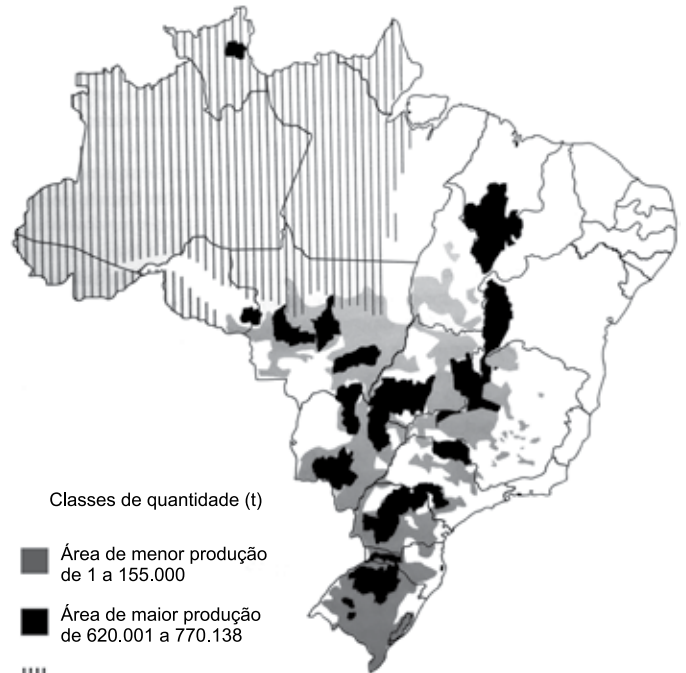 Classes de quantidade (t)
Área de menor produção
de 1 a 155.000
Área de maior produção
de 620.001 a 770.138